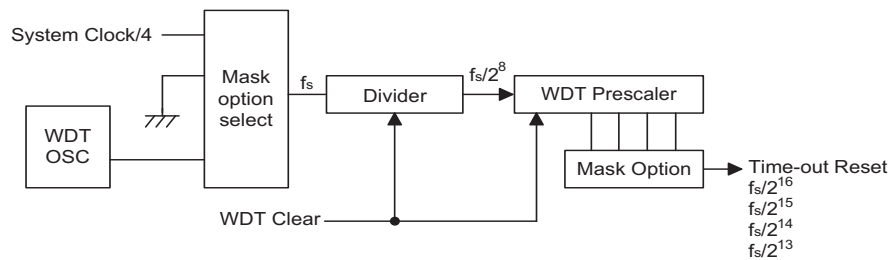 System Clock/4
Mask
option
select
WDT
OSC
fs
Divider
fs/2^8
WDT Prescaler
Mask Option
WDT Clear
Time-out Reset
fs/2^16
fs/2^15
fs/2^14
fs/2^13